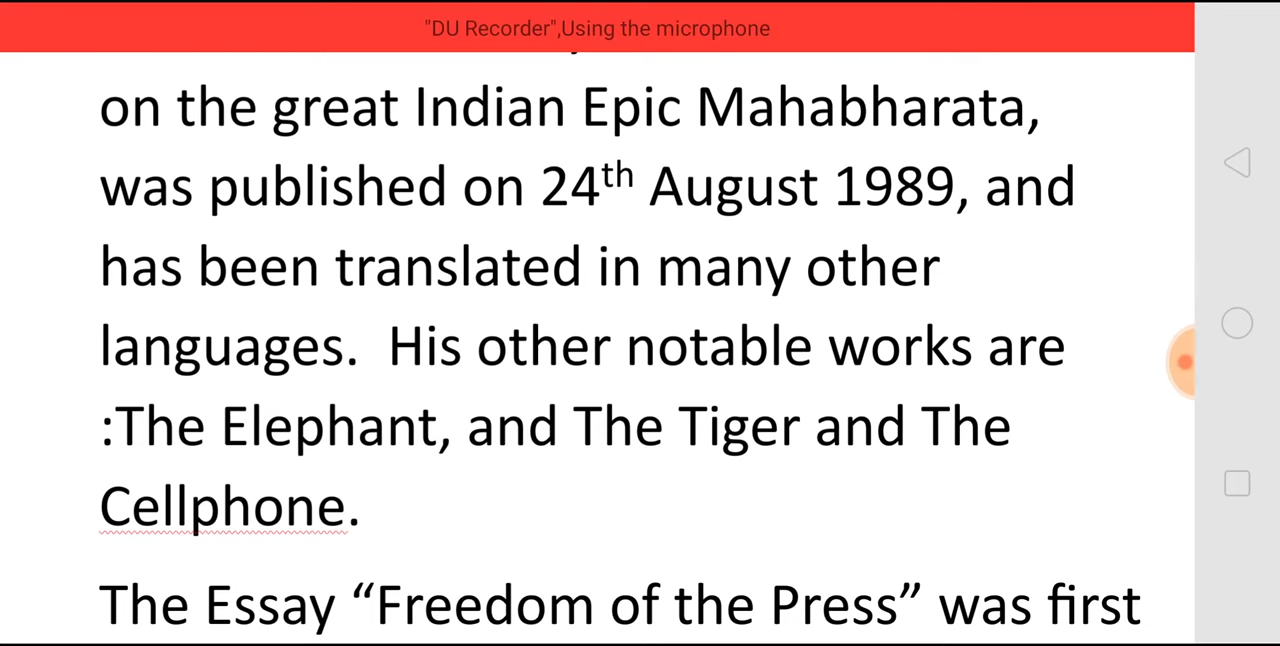 "DU Recorder",Using the microphone
on the great Indian Epic Mahabharata,
was published on 24th August 1989, and
has been translated in many other
languages.  His other notable works are
:The Elephant, and The Tiger and The
Cellphone.
The Essay “Freedom of the Press” was first